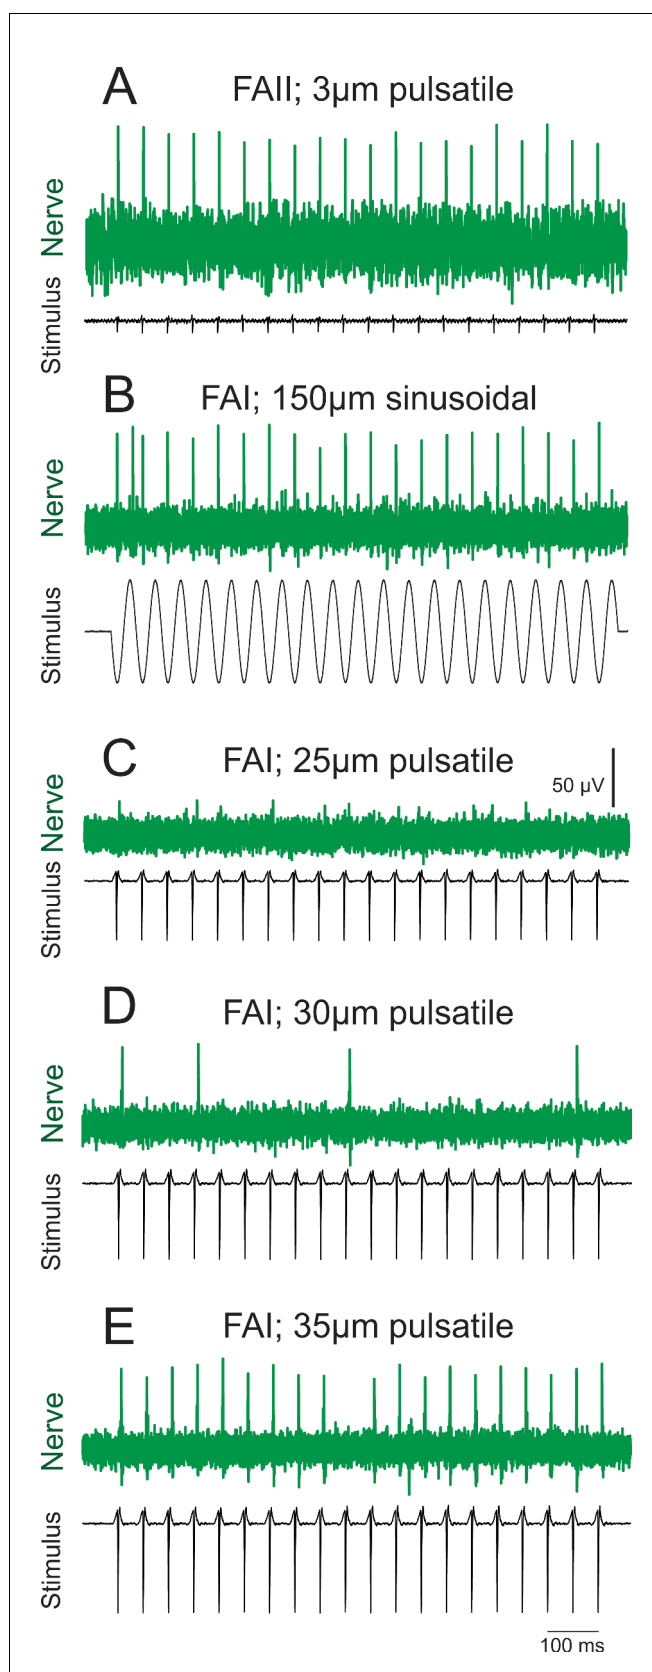 A
FAII; 3µm pulsatile
Nerve
Stimulus
B
FAI; 150µm sinusoidal
Nerve
Stimulus
C
FAI; 25µm pulsatile
50 µV
Nerve
Stimulus
D
FAI; 30µm pulsatile
Nerve
Stimulus
E
FAI; 35µm pulsatile
Nerve
Stimulus
100 ms